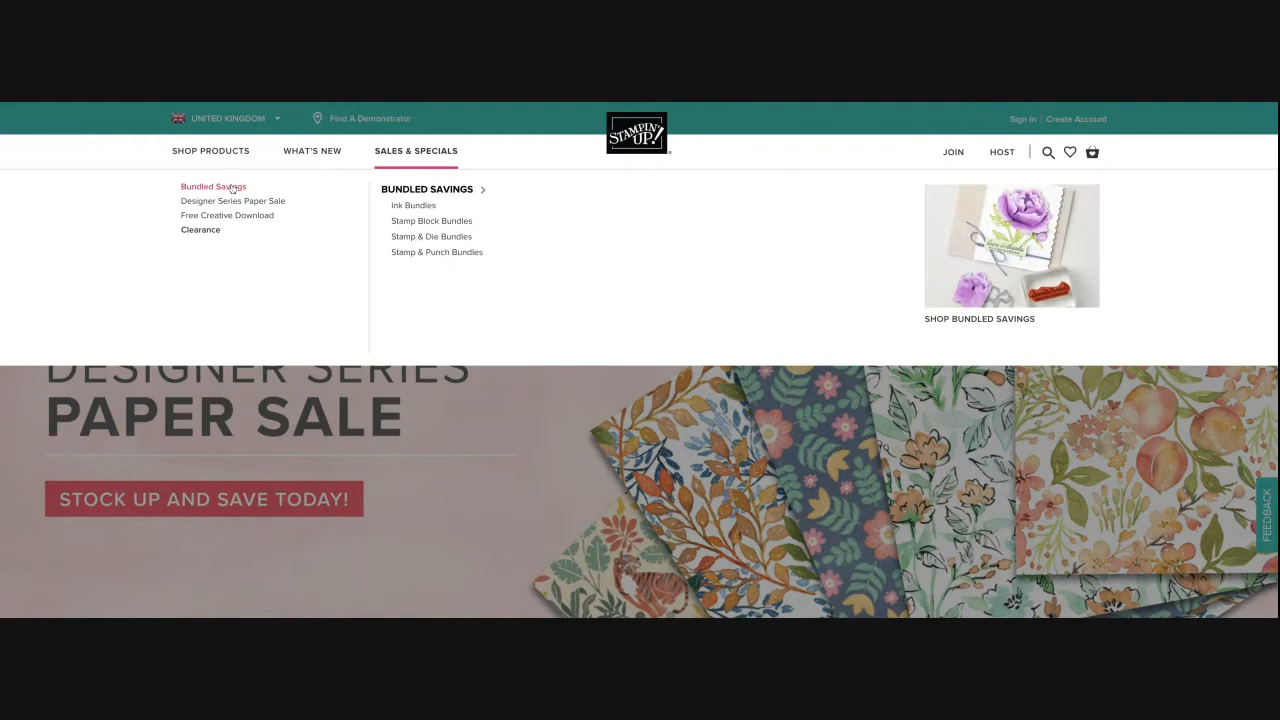 UNITED KINGDOM
Find A Demonstrator
STAMPIN' UP!
Sign In | Create Account
SHOP PRODUCTS
WHAT'S NEW
SALES & SPECIALS
JOIN
HOST
Bundled Savings
Designer Series Paper Sale
Free Creative Download
Clearance
BUNDLED SAVINGS
Ink Bundles
Stamp Block Bundles
Stamp & Die Bundles
Stamp & Punch Bundles
SHOP BUNDLED SAVINGS
DESIGNER SERIES
PAPER SALE
STOCK UP AND SAVE TODAY!
FEEDBACK